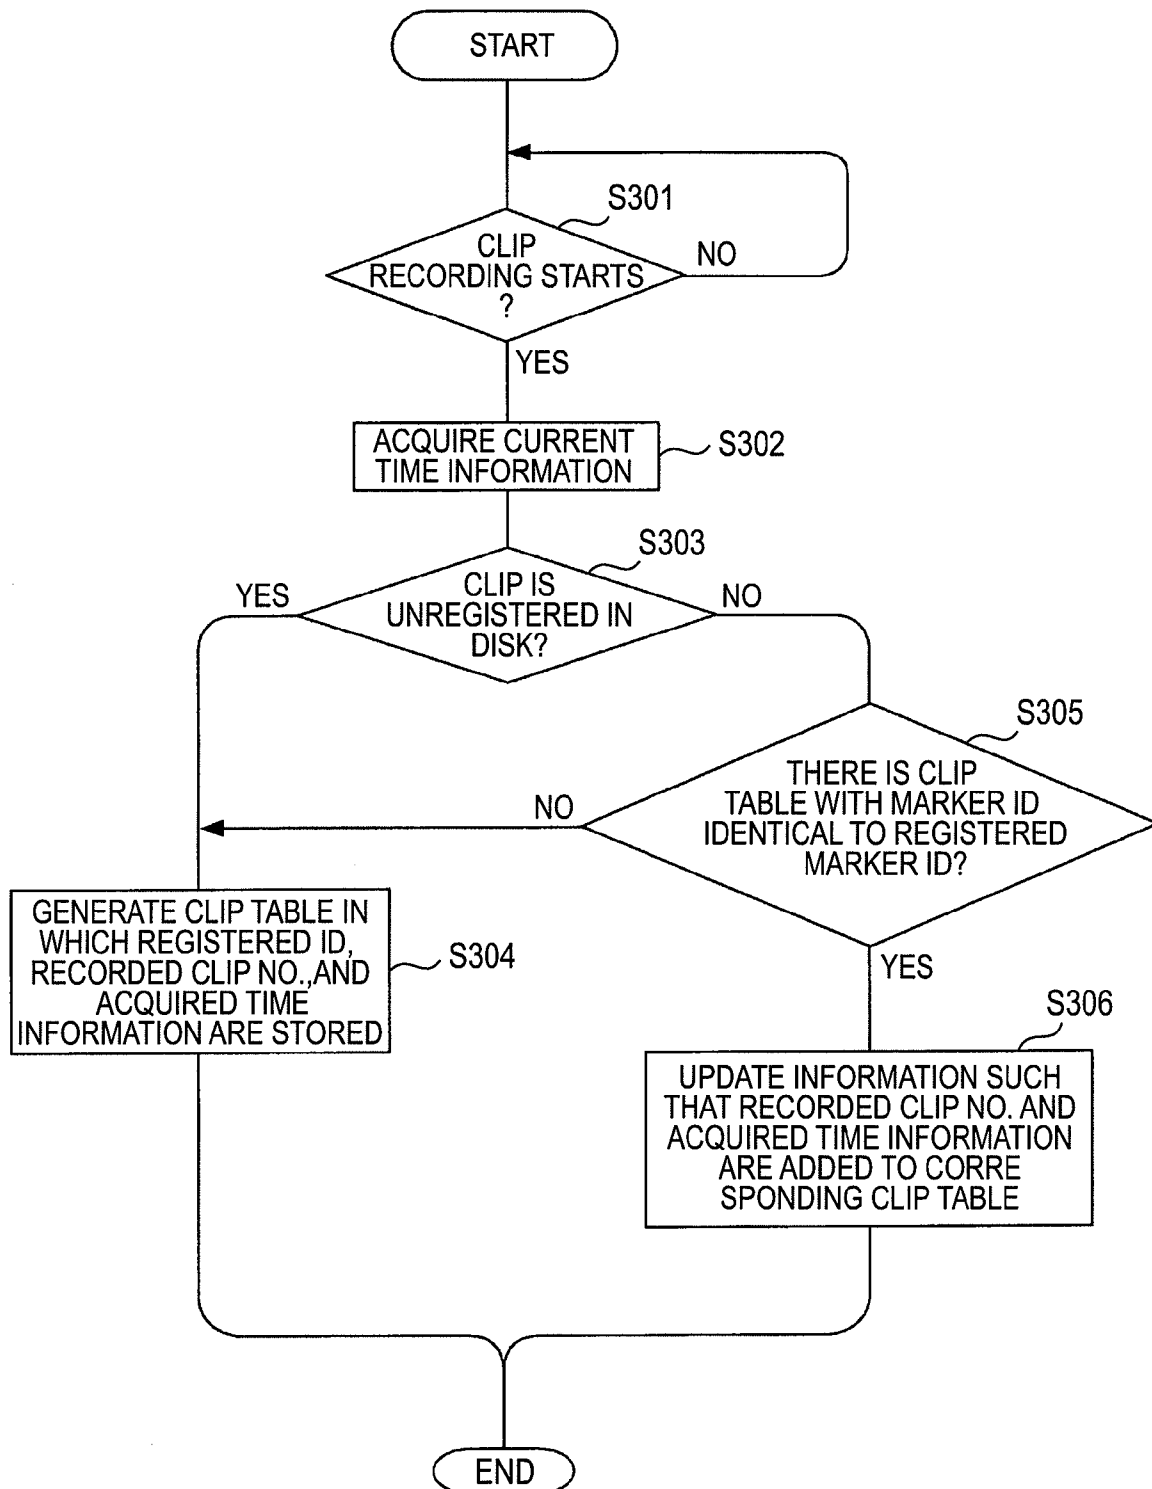 START
S301
CLIP
RECORDING STARTS
?
NO
YES
ACQUIRE CURRENT
TIME INFORMATION
S302
S303
YES
CLIP IS
UNREGISTERED IN
DISK?
NO
S305
THERE IS CLIP
TABLE WITH MARKER ID
IDENTICAL TO REGISTERED
MARKER ID?
NO
YES
GENERATE CLIP TABLE IN
WHICH REGISTERED ID,
RECORDED CLIP NO.,AND
ACQUIRED TIME
INFORMATION ARE STORED
S304
S306
UPDATE INFORMATION SUCH
THAT RECORDED CLIP NO. AND
ACQUIRED TIME INFORMATION
ARE ADDED TO CORRE
SPONDING CLIP TABLE
END